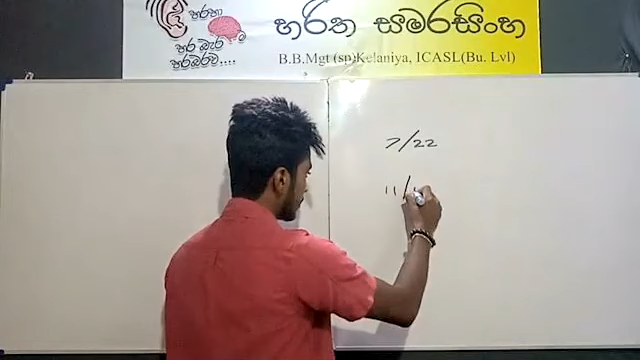 හරිත සමරසිංහ
B.B.Mgt (sp) Kelaniya, ICASL(Bu. Lvl)
7/22
11/